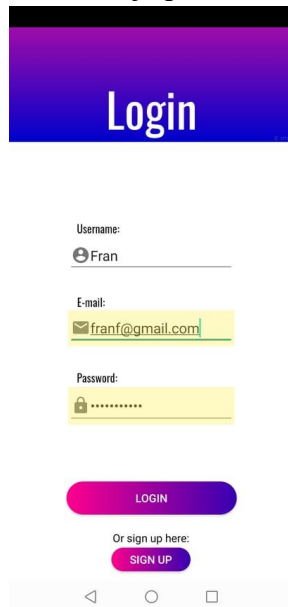 Login
Username:
Fran
E-mail:
franf@gmail.com
Password:
•••••••••••
LOGIN
Or sign up here:
SIGN UP